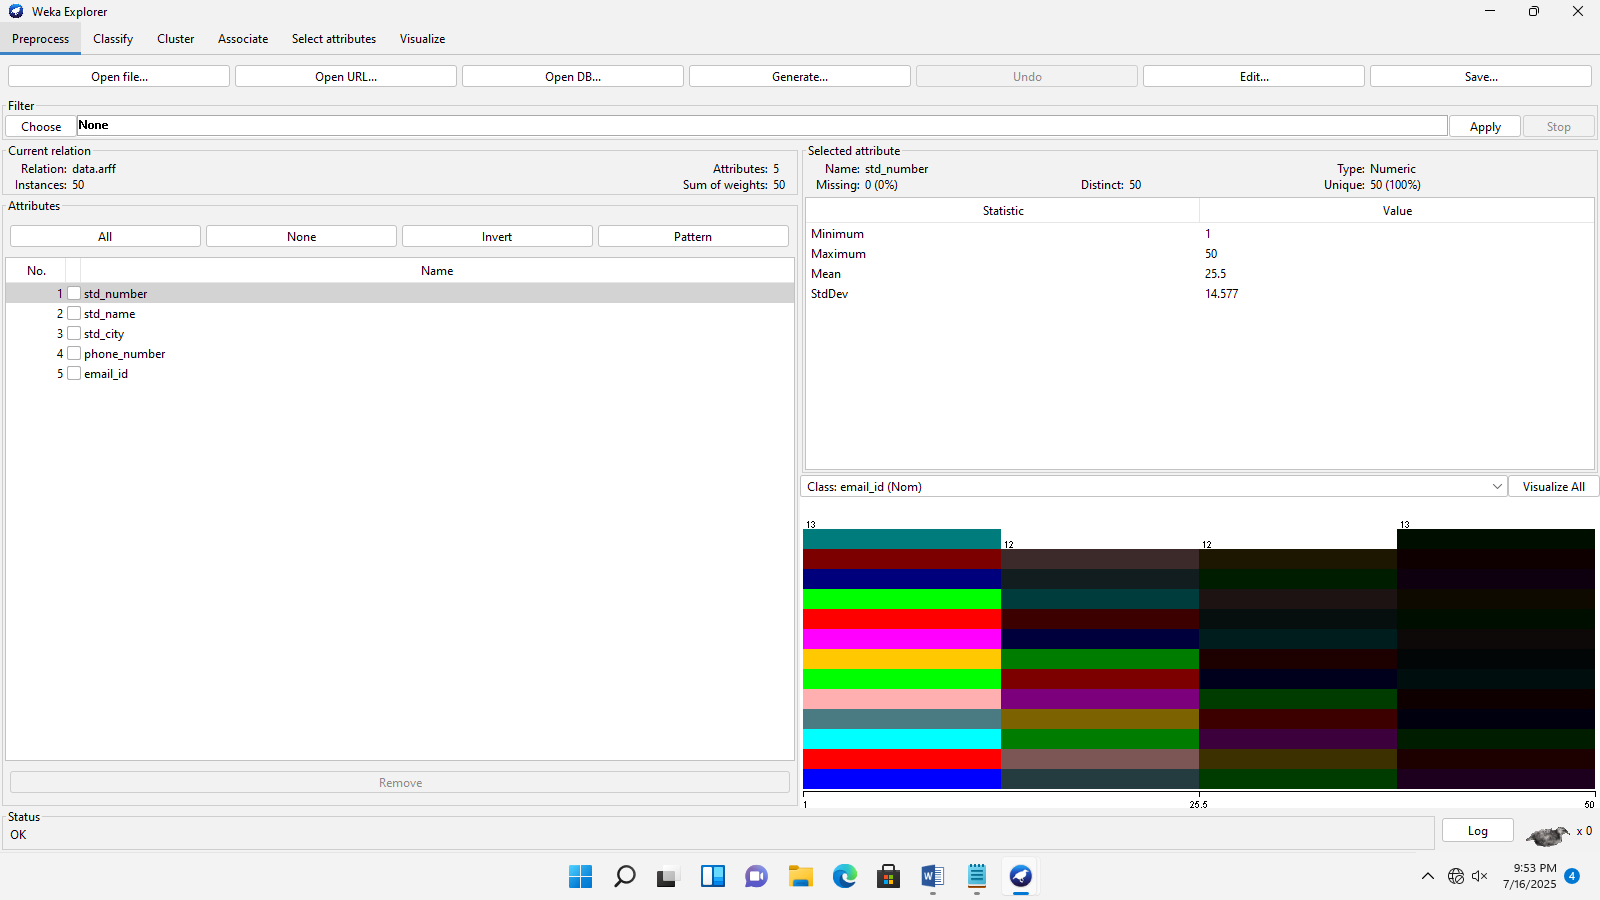 Weka Explorer
Preprocess Classify Cluster Associate Select attributes Visualize
Open file... Open URL... Open DB... Generate... Undo Edit... Save...
Filter
Choose None Apply Stop
Current relation
Relation: data.arff Attributes: 5
Instances: 50 Sum of weights: 50
Attributes
All None Invert Pattern
No. Name
1 std_number
2 std_name
3 std_city
4 phone_number
5 email_id
Remove
Selected attribute
Name: std_number Type: Numeric
Missing: 0 (0%) Distinct: 50 Unique: 50 (100%)
Statistic Value
Minimum 1
Maximum 50
Mean 25.5
StdDev 14.577
Class: email_id (Nom) Visualize All
13 12 12 13
1 25.5 50
Status
OK
Log x 0
9:53 PM
7/16/2025
4